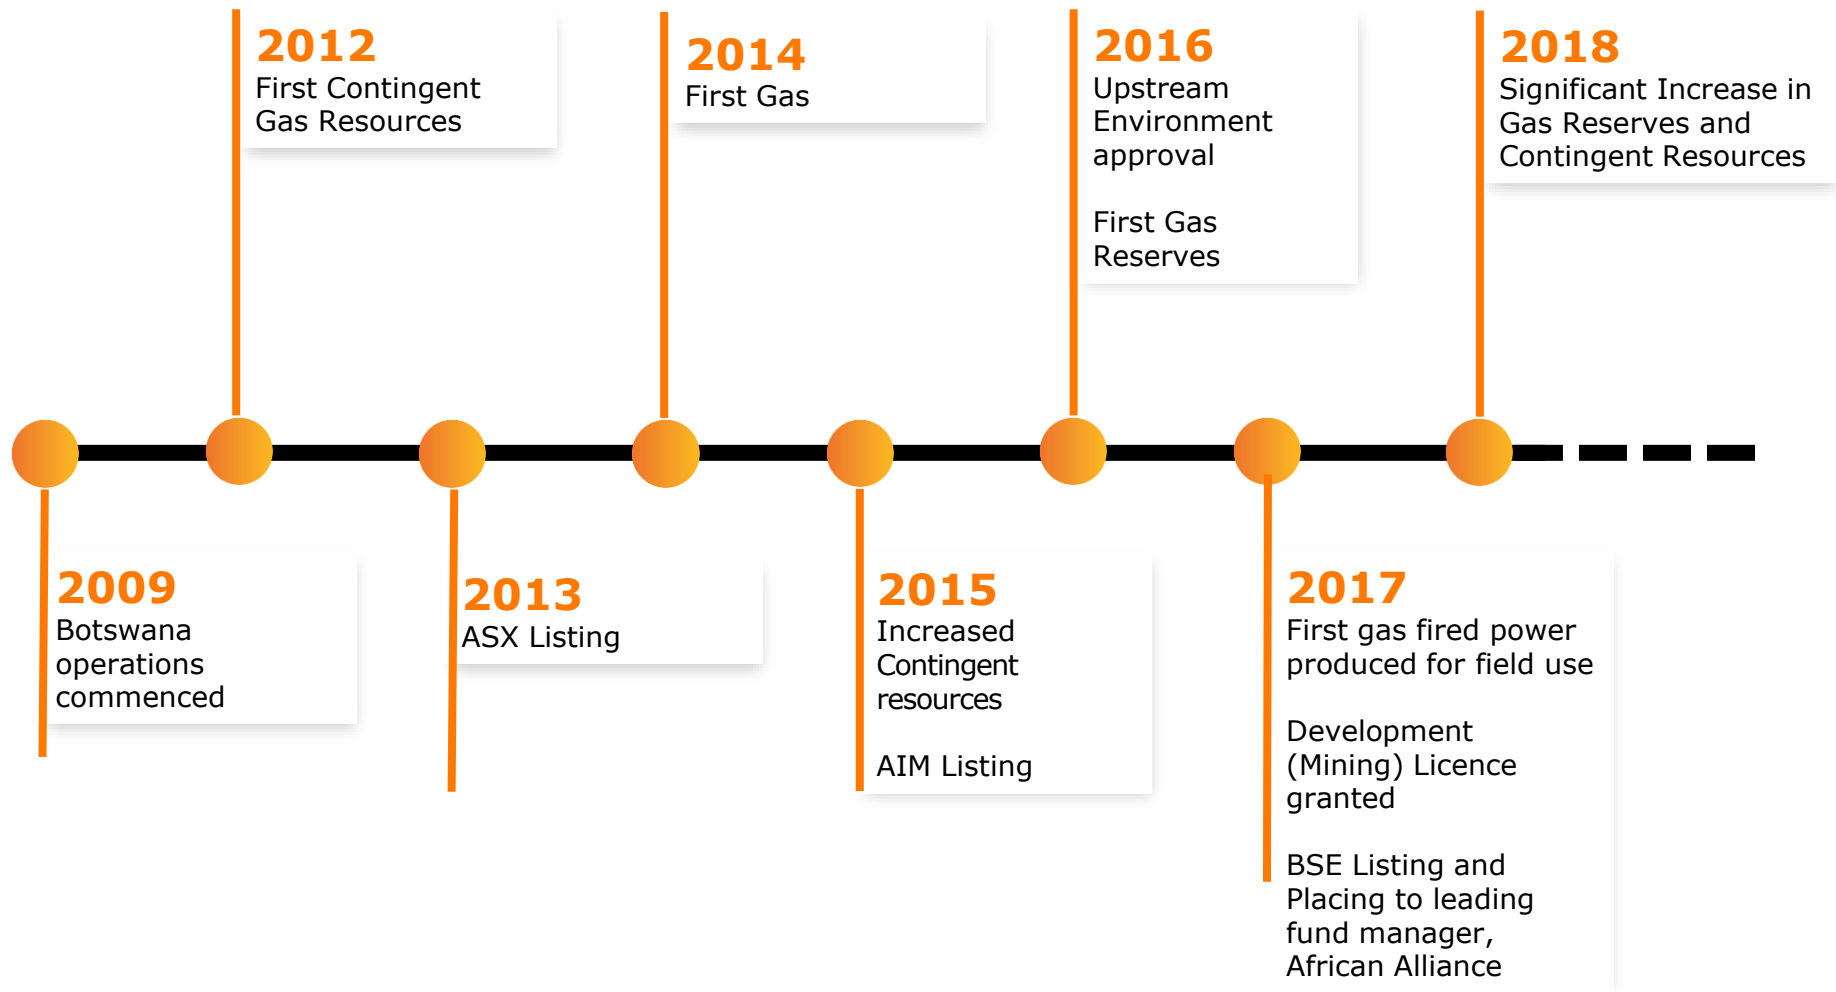 2012
First Contingent
Gas Resources
2014
First Gas
2016
Upstream
Environment
approval
First Gas
Reserves
2018
Significant Increase in
Gas Reserves and
Contingent Resources
2009
Botswana
operations
commenced
2013
ASX Listing
2015
Increased
Contingent
resources
AIM Listing
2017
First gas fired power
produced for field use
Development
(Mining) Licence
granted
BSE Listing and
Placing to leading
fund manager,
African Alliance